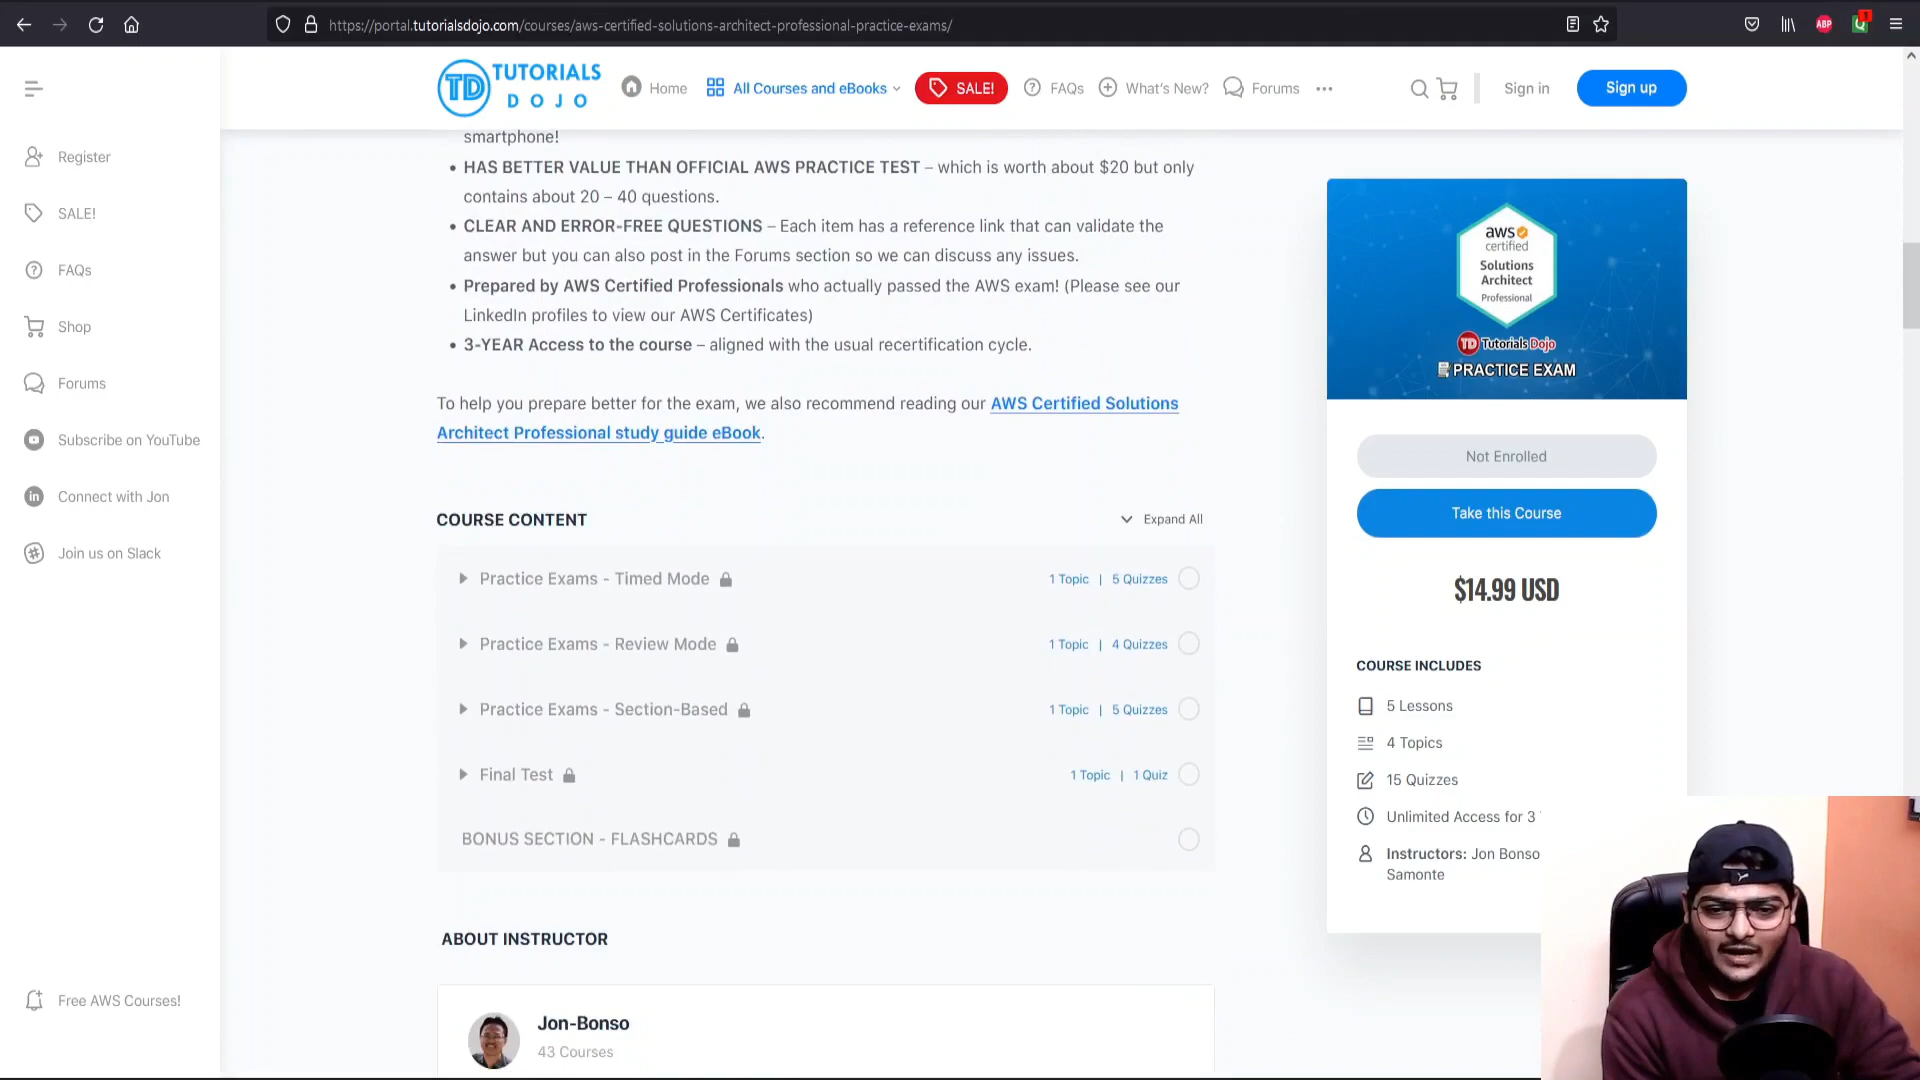 https://portal.tutorialsdojo.com/courses/aws-certified-solutions-architect-professional-practice-exams/
ABP
1
TD TUTORIALS DOJO
Home
All Courses and eBooks
SALE!
FAQs
What's New?
Forums
Sign in
Sign up
Register
SALE!
FAQs
Shop
Forums
Subscribe on YouTube
Connect with Jon
Join us on Slack
Free AWS Courses!
smartphone!
• HAS BETTER VALUE THAN OFFICIAL AWS PRACTICE TEST – which is worth about $20 but only
contains about 20 – 40 questions.
• CLEAR AND ERROR-FREE QUESTIONS – Each item has a reference link that can validate the
answer but you can also post in the Forums section so we can discuss any issues.
• Prepared by AWS Certified Professionals who actually passed the AWS exam! (Please see our
LinkedIn profiles to view our AWS Certificates)
• 3-YEAR Access to the course – aligned with the usual recertification cycle.
To help you prepare better for the exam, we also recommend reading our AWS Certified Solutions
Architect Professional study guide eBook.
COURSE CONTENT
Expand All
Practice Exams - Timed Mode
1 Topic | 5 Quizzes
Practice Exams - Review Mode
1 Topic | 4 Quizzes
Practice Exams - Section-Based
1 Topic | 5 Quizzes
Final Test
1 Topic | 1 Quiz
BONUS SECTION - FLASHCARDS
ABOUT INSTRUCTOR
Jon-Bonso
43 Courses
aws
certified
Solutions
Architect
Professional
TD Tutorials Dojo
PRACTICE EXAM
Not Enrolled
Take this Course
$14.99 USD
COURSE INCLUDES
5 Lessons
4 Topics
15 Quizzes
Unlimited Access for 3
Instructors: Jon Bonso
Samonte